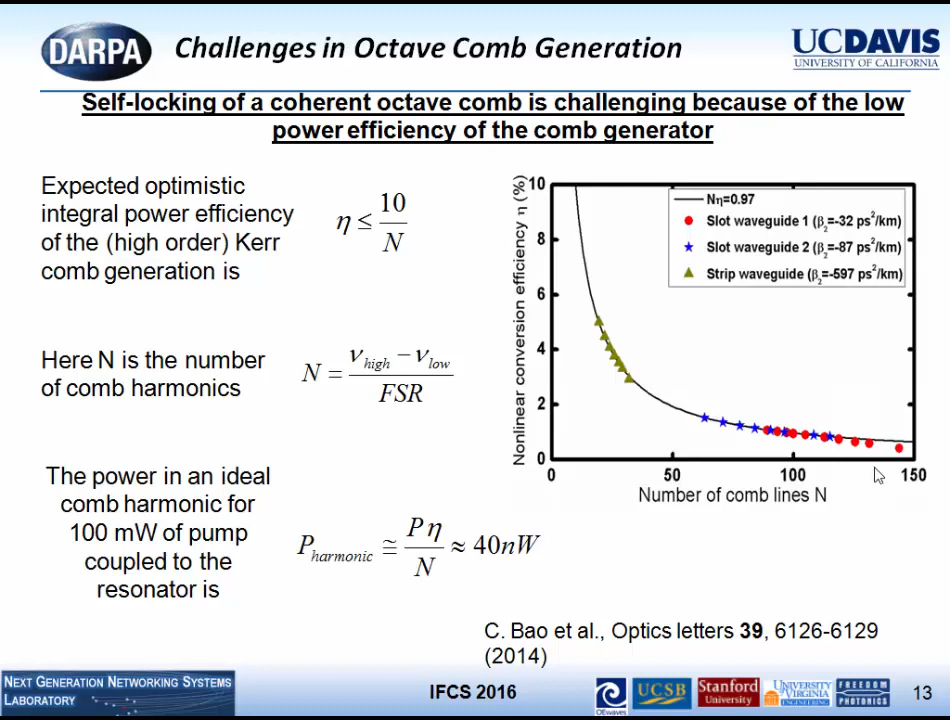 DARPA
Challenges in Octave Comb Generation
UCDAVIS
UNIVERSITY OF CALIFORNIA
Self-locking of a coherent octave comb is challenging because of the low
power efficiency of the comb generator
Expected optimistic
integral power efficiency
of the (high order) Kerr
comb generation is
η ≤ 10/N
Here N is the number
of comb harmonics
N = (ν_high − ν_low)/FSR
The power in an ideal
comb harmonic for
100 mW of pump
coupled to the
resonator is
P_harmonic ≅ Pη/N ≈ 40nW
Nonlinear conversion efficiency η (%)
10
8
6
4
2
0
Nη=0.97
Slot waveguide 1 (β₂=-32 ps²/km)
Slot waveguide 2 (β₂=-87 ps²/km)
Strip waveguide (β₂=-597 ps²/km)
0 50 100 150
Number of comb lines N
C. Bao et al., Optics letters 39, 6126-6129
(2014)
NEXT GENERATION NETWORKING SYSTEMS
LABORATORY
IFCS 2016
OEwaves
UCSB
Stanford
University
UNIVERSITY
of VIRGINIA
ENGINEERING
FREEDOM
PHOTONICS
13